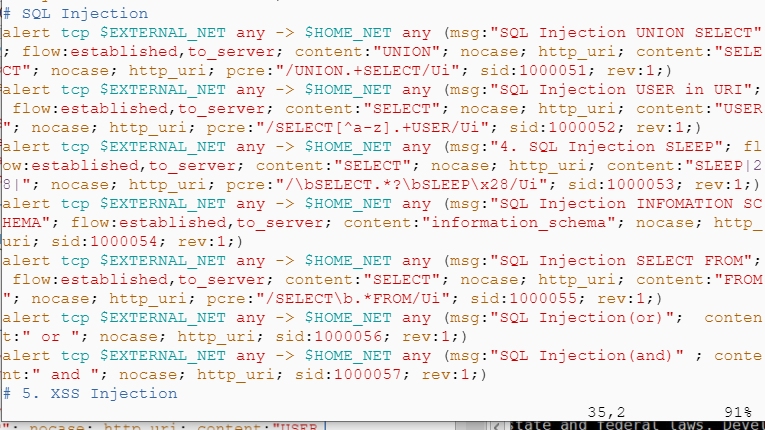 # SQL Injection
alert tcp $EXTERNAL_NET any -> $HOME_NET any (msg:"SQL Injection UNION SELECT"
; flow:established,to_server; content:"UNION"; nocase; http_uri; content:"SELE
CT"; nocase; http_uri; pcre:"/UNION.+SELECT/Ui"; sid:1000051; rev:1;)
alert tcp $EXTERNAL_NET any -> $HOME_NET any (msg:"SQL Injection USER in URI";
 flow:established,to_server; content:"SELECT"; nocase; http_uri; content:"USER
"; nocase; http_uri; pcre:"/SELECT[^a-z].+USER/Ui"; sid:1000052; rev:1;)
alert tcp $EXTERNAL_NET any -> $HOME_NET any (msg:"4. SQL Injection SLEEP"; fl
ow:established,to_server; content:"SELECT"; nocase; http_uri; content:"SLEEP|2
8|"; nocase; http_uri; pcre:"/\bSELECT.*?\bSLEEP\x28/Ui"; sid:1000053; rev:1;)
alert tcp $EXTERNAL_NET any -> $HOME_NET any (msg:"SQL Injection INFOMATION SC
HEMA"; flow:established,to_server; content:"information_schema"; nocase; http_
uri; sid:1000054; rev:1;)
alert tcp $EXTERNAL_NET any -> $HOME_NET any (msg:"SQL Injection SELECT FROM";
 flow:established,to_server; content:"SELECT"; nocase; http_uri; content:"FROM
"; nocase; http_uri; pcre:"/SELECT\b.*FROM/Ui"; sid:1000055; rev:1;)
alert tcp $EXTERNAL_NET any -> $HOME_NET any (msg:"SQL Injection(or)";  conten
t:" or "; nocase; http_uri; sid:1000056; rev:1;)
alert tcp $EXTERNAL_NET any -> $HOME_NET any (msg:"SQL Injection(and)" ; conte
nt:" and "; nocase; http_uri; sid:1000057; rev:1;)
# 5. XSS Injection
35,2 91%
"; nocase; http_uri; content:"USER
state and federal laws. Deve